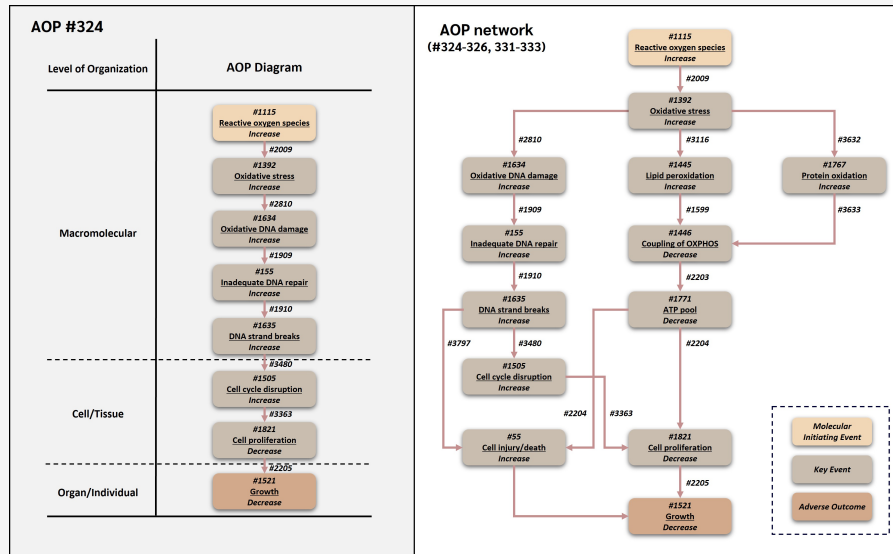 AOP #324
Level of Organization
AOP Diagram
Macromolecular
#1115
Reactive oxygen species
Increase
#2009
#1392
Oxidative stress
Increase
#2810
#1634
Oxidative DNA damage
Increase
#1909
#155
Inadequate DNA repair
Increase
#1910
#1635
DNA strand breaks
Increase
#3480
Cell/Tissue
#1505
Cell cycle disruption
Increase
#3363
#1821
Cell proliferation
Decrease
#2205
Organ/Individual
#1521
Growth
Decrease
AOP network
(#324-326, 331-333)
#1115
Reactive oxygen species
Increase
#2009
#1392
Oxidative stress
Increase
#2810
#3116
#3632
#1634
Oxidative DNA damage
Increase
#1445
Lipid peroxidation
Increase
#1767
Protein oxidation
Increase
#1909
#1599
#3633
#155
Inadequate DNA repair
Increase
#1446
Coupling of OXPHOS
Decrease
#1910
#2203
#1635
DNA strand breaks
Increase
#1771
ATP pool
Decrease
#3797
#3480
#2204
#1505
Cell cycle disruption
Increase
#2204
#3363
#55
Cell injury/death
Increase
#1821
Cell proliferation
Decrease
#2205
#1521
Growth
Decrease
Molecular
Initiating Event
Key Event
Adverse Outcome